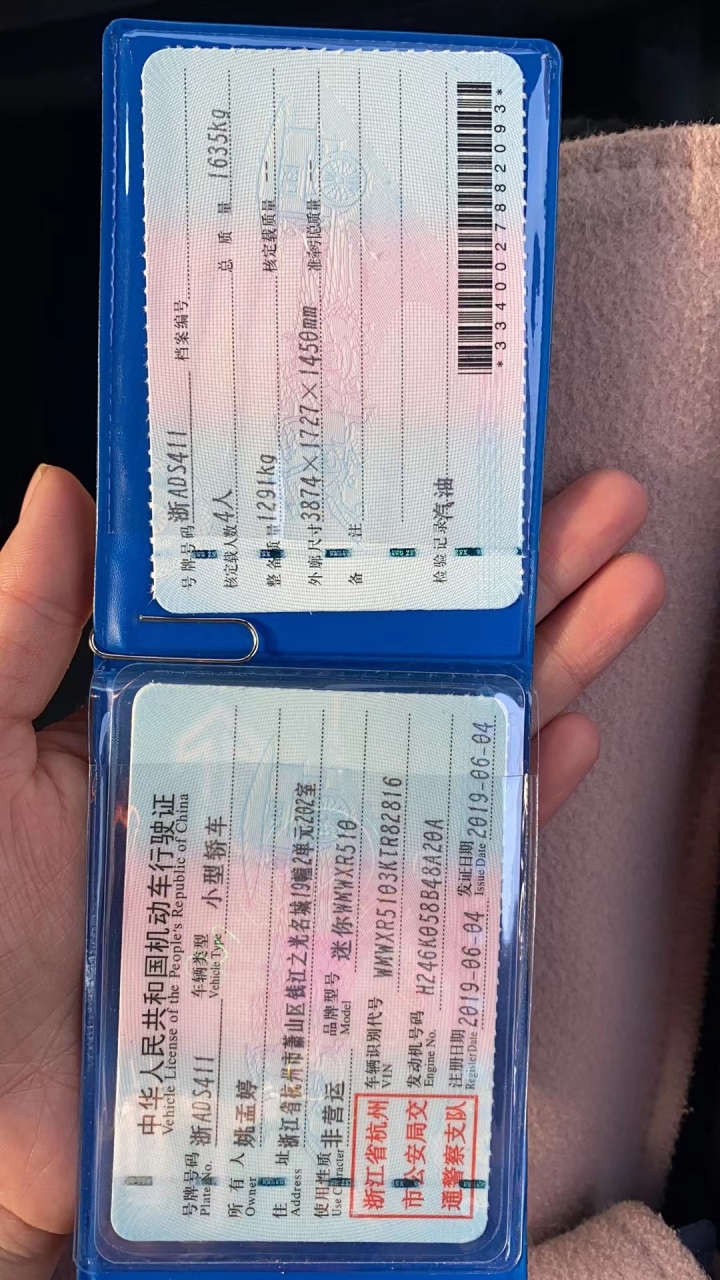 中华人民共和国机动车行驶证
Vehicle License of the People's Republic of China
号牌号码 浙ADS411 车辆类型 小型轿车
Plate No. Vehicle Type
所有人 姚孟婷
Owner
住址 浙江省杭州市萧山区钱江之光名城19幢2单元202室
Address
使用性质 非营运 品牌型号 迷你WMWXR510
Use Character Model
浙江省杭州
市公安局交
通警察支队
车辆识别代号 WMWXR5103KTR82816
VIN
发动机号码 H246K058B48A20A
Engine No.
注册日期 2019-06-04 发证日期 2019-06-04
Register Date Issue Date
号牌号码 浙ADS411 档案编号
核定载人数 4人 总质量 1635kg
整备质量 1291kg 核定载质量 --
外廓尺寸 3874×1727×1450mm 准牵引总质量 --
备注
检验记录 汽油
*3340027882093*